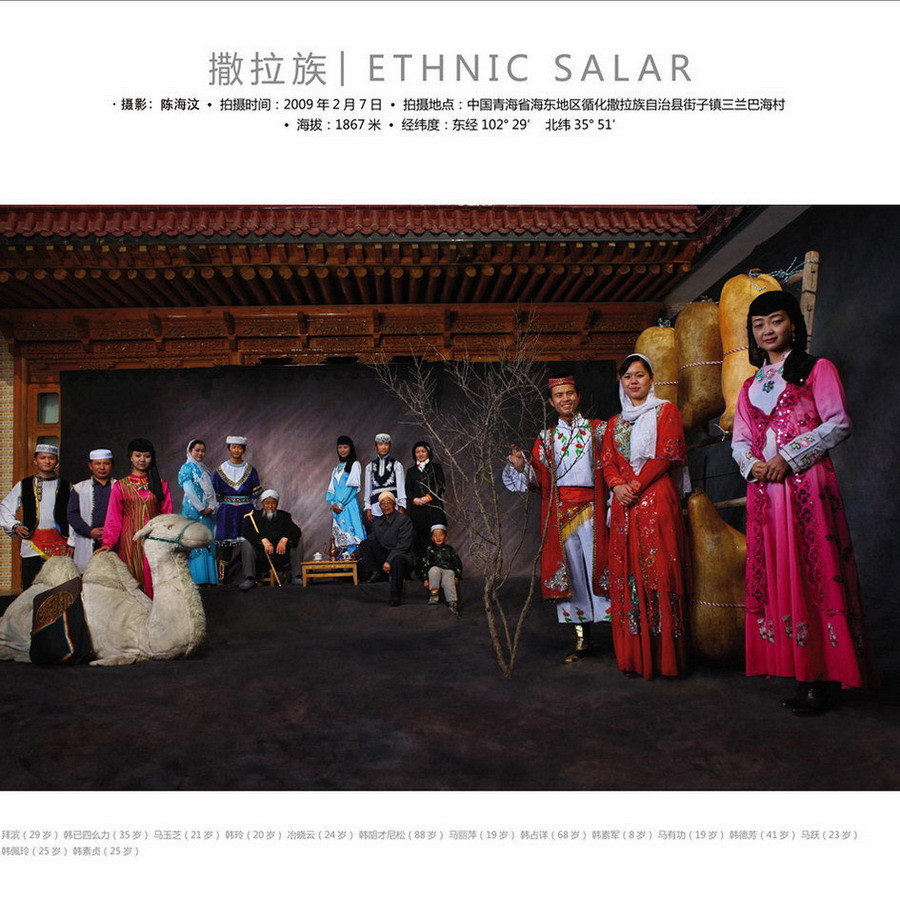 撒拉族| ETHNIC SALAR
· 摄影：陈海汶 • 拍摄时间：2009 年 2 月 7 日 • 拍摄地点：中国青海省海东地区循化撒拉族自治县街子镇三兰巴海村
• 海拔：1867 米 • 经纬度：东经 102° 29′ 北纬 35° 51′
拜滨（29 岁）韩已四么力（35 岁）马玉芝（21 岁）韩玲（20 岁）冶晓云（24 岁）韩胡才尼松（88 岁）马丽萍（19 岁）韩占详（68 岁）韩素军（8 岁）马有功（19 岁）韩德芳（41 岁）马跃（23 岁）
韩佩玲（25 岁）韩素贞（25 岁）